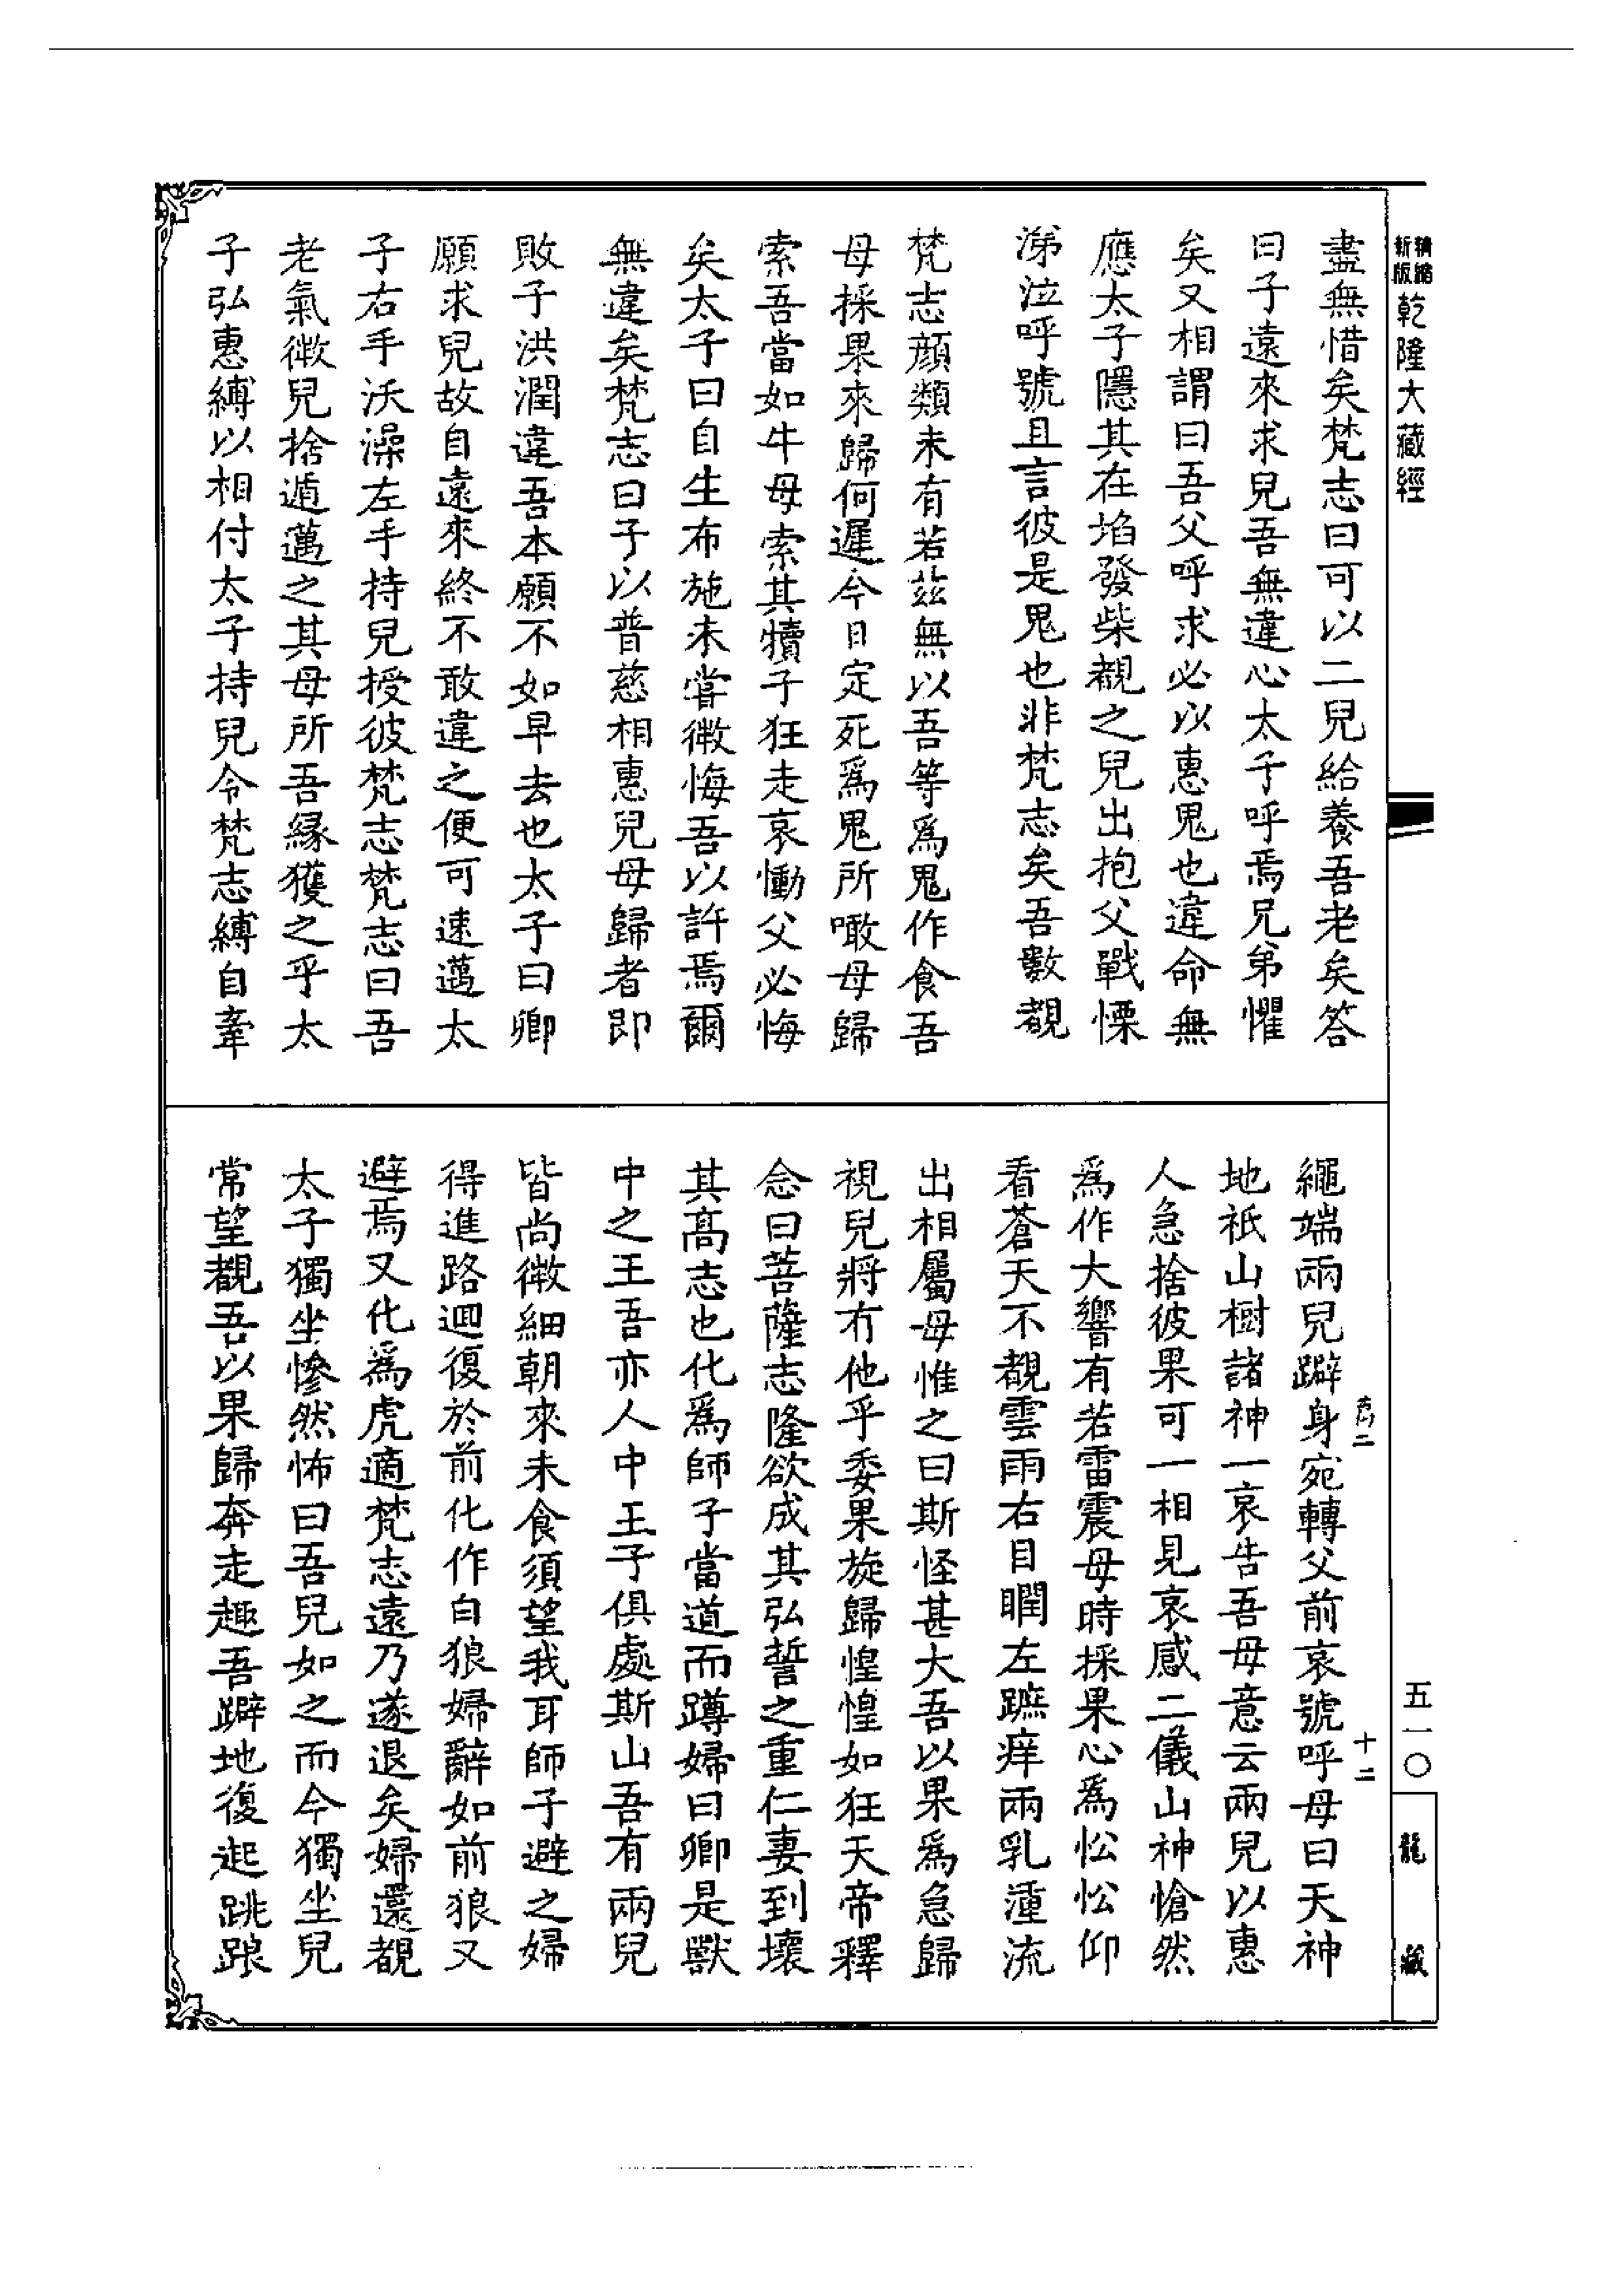 精縮新版乾隆大藏經
盡無惜矣梵志曰可以二兒給養吾老矣答
曰子遠來求兒吾無違心太子呼焉兄弟懼
矣又相謂曰吾父呼求必以惠鬼也違命無
應太子隱其在埳發柴覩之兒出抱父戰慄
涕泣呼號且言彼是鬼也非梵志矣吾數覩
梵志顏類未有若茲無以吾等爲鬼作食吾
母採果來歸何遲今日定死爲鬼所噉母歸
索吾當如牛母索其犢子狂走哀慟父必悔
矣太子曰自生布施未嘗微悔吾以許焉爾
無違矣梵志曰子以普慈相惠兒母歸者即
敗子洪潤違吾本願不如早去也太子曰卿
願求兒故自遠來終不敢違之便可速邁太
子右手沃澡左手持兒授彼梵志梵志曰吾
老氣微兒捨遁邁之其母所吾緣獲之乎太
子弘惠縛以相付太子持兒令梵志縛自牽
繩端兩兒躃身宛轉父前哀號呼母曰天神
地祇山樹諸神一哀告吾母意云兩兒以惠
人急捨彼果可一相見哀感二儀山神愴然
爲作大響有若雷震母時採果心爲忪忪仰
看蒼天不覩雲雨右目瞤左蹠痒兩乳湩流
出相屬母惟之曰斯怪甚大吾以果爲急歸
視兒將有他乎委果旋歸惶惶如狂天帝釋
念曰菩薩志隆欲成其弘誓之重仁妻到壞
其高志也化爲師子當道而蹲婦曰卿是獸
中之王吾亦人中王子俱處斯山吾有兩兒
皆尚微細朝來未食須望我耳師子避之婦
得進路迴復於前化作白狼婦辭如前狼又
避焉又化爲虎適梵志遠乃遂退矣婦還覩
太子獨坐慘然怖曰吾兒如之而今獨坐兒
常望覩吾以果歸奔走趣吾躃地復起跳踉
十二
五一〇
龍藏